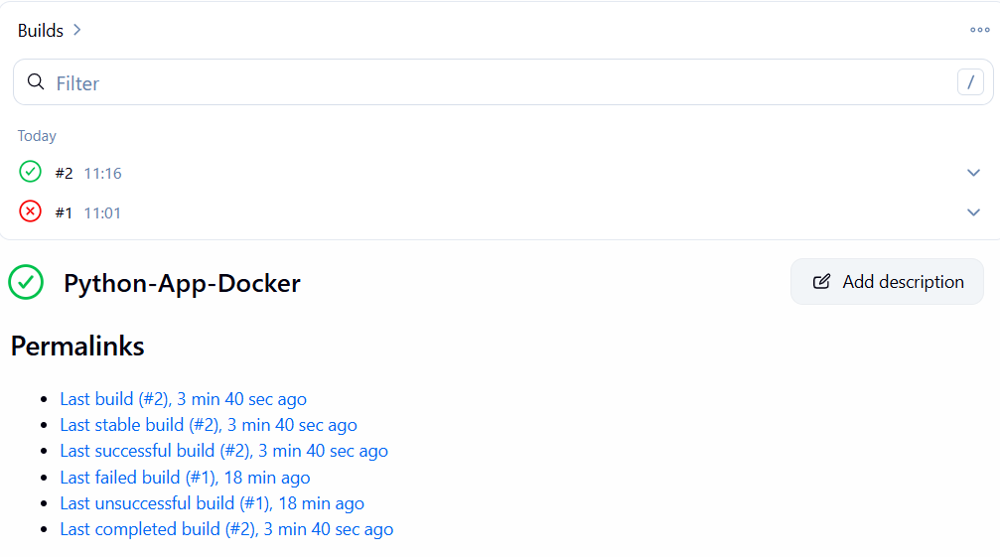 Builds
Filter /
Today
#2 11:16
#1 11:01
Python-App-Docker Add description
Permalinks
Last build (#2), 3 min 40 sec ago
Last stable build (#2), 3 min 40 sec ago
Last successful build (#2), 3 min 40 sec ago
Last failed build (#1), 18 min ago
Last unsuccessful build (#1), 18 min ago
Last completed build (#2), 3 min 40 sec ago